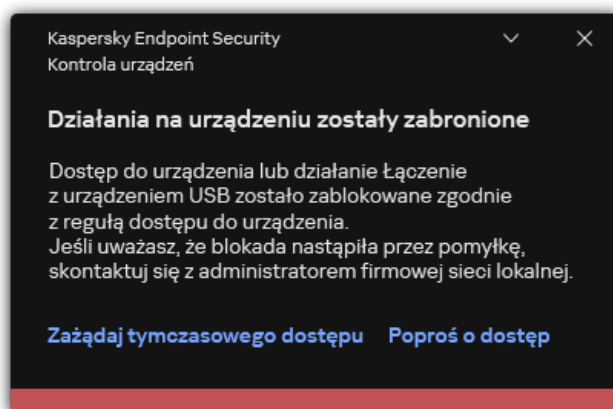 Kaspersky Endpoint Security
Kontrola urządzeń
Działania na urządzeniu zostały zabronione
Dostęp do urządzenia lub działanie Łączenie
z urządzeniem USB zostało zablokowane zgodnie
z regułą dostępu do urządzenia.
Jeśli uważasz, że blokada nastąpiła przez pomyłkę,
skontaktuj się z administratorem firmowej sieci lokalnej.
Zażądaj tymczasowego dostępu Poproś o dostęp